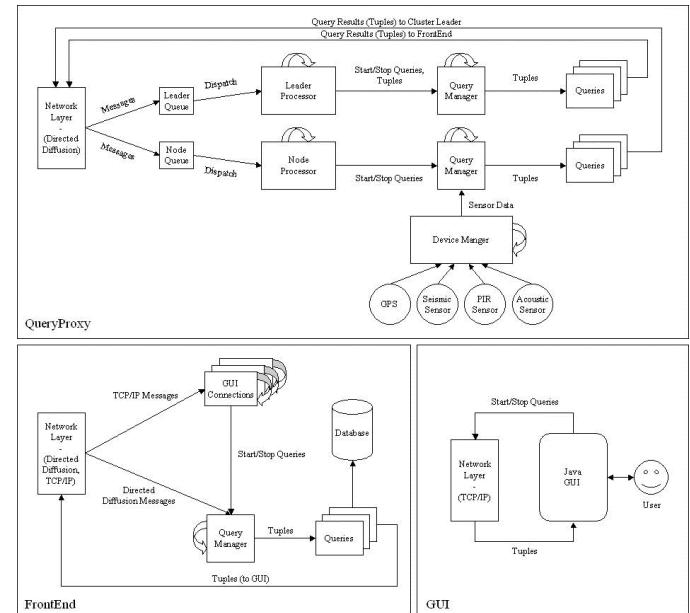 Query Results (Tuples) to Cluster Leader
Query Results (Tuples) to FrontEnd
Network
Layer
-
(Directed
Diffusion)
Messages
Messages
Leader
Queue
Node
Queue
Dispatch
Dispatch
Leader
Processor
Node
Processor
Start/Stop Queries,
Tuples
Start/Stop Queries
Query
Manager
Query
Manager
Tuples
Tuples
Queries
Queries
Sensor Data
Device Manger
GPS
Seismic
Sensor
PIR
Sensor
Acoustic
Sensor
QueryProxy
Network
Layer
-
(Directed
Diffusion,
TCP/IP)
TCP/IP Messages
Directed
Diffusion Messages
GUI
Connections
Start/Stop Queries
Query
Manager
Tuples
Queries
Database
Tuples (to GUI)
FrontEnd
Start/Stop Queries
Network
Layer
-
(TCP/IP)
Java
GUI
User
Tuples
GUI